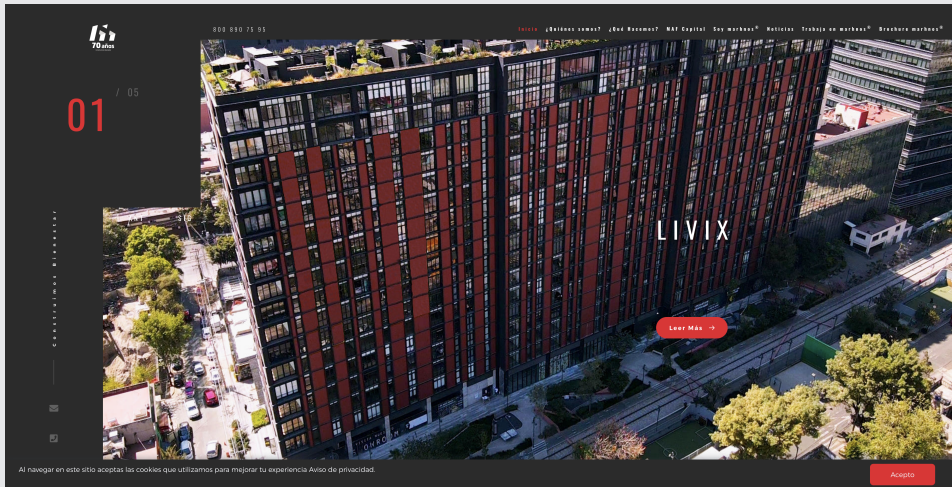 70 años
800 890 75 95
Inicio ¿Quiénes somos? ¿Qué Hacemos? MAF Capital Soy marhnos® Noticias Trabaja en marhnos® Brochure marhnos®
01 / 05
SIG
LIVIX
Construimos Bienestar
Leer Más →
Al navegar en este sitio aceptas las cookies que utilizamos para mejorar tu experiencia Aviso de privacidad.
Acepto